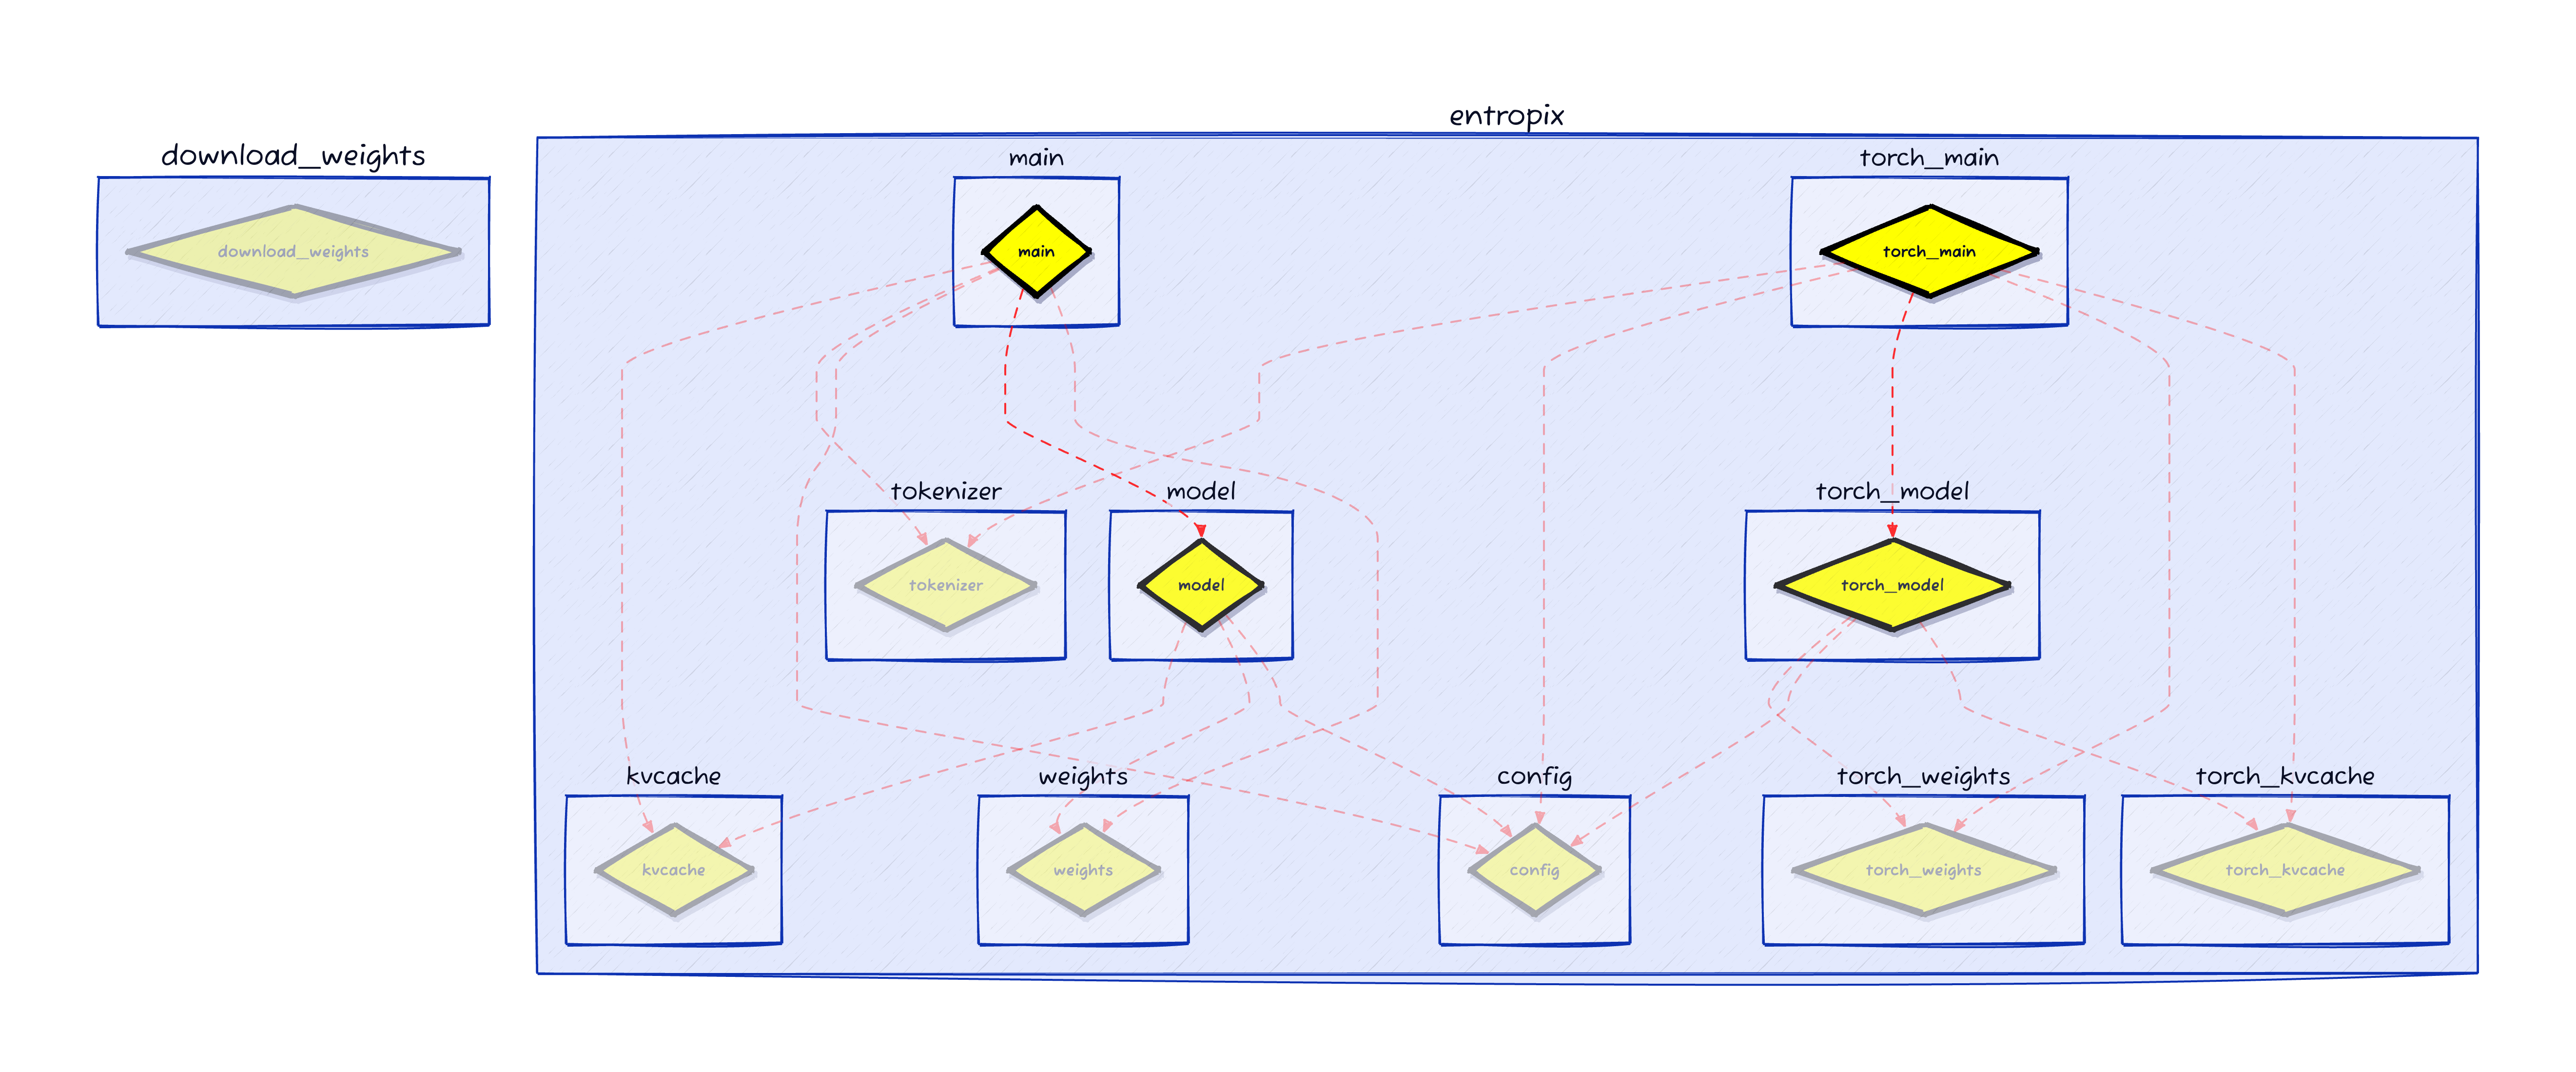 entropix
download_weights
main
torch_main
download_weights
main
torch_main
tokenizer
model
torch_model
tokenizer
model
torch_model
kvcache
weights
config
torch_weights
torch_kvcache
kvcache
weights
config
torch_weights
torch_kvcache